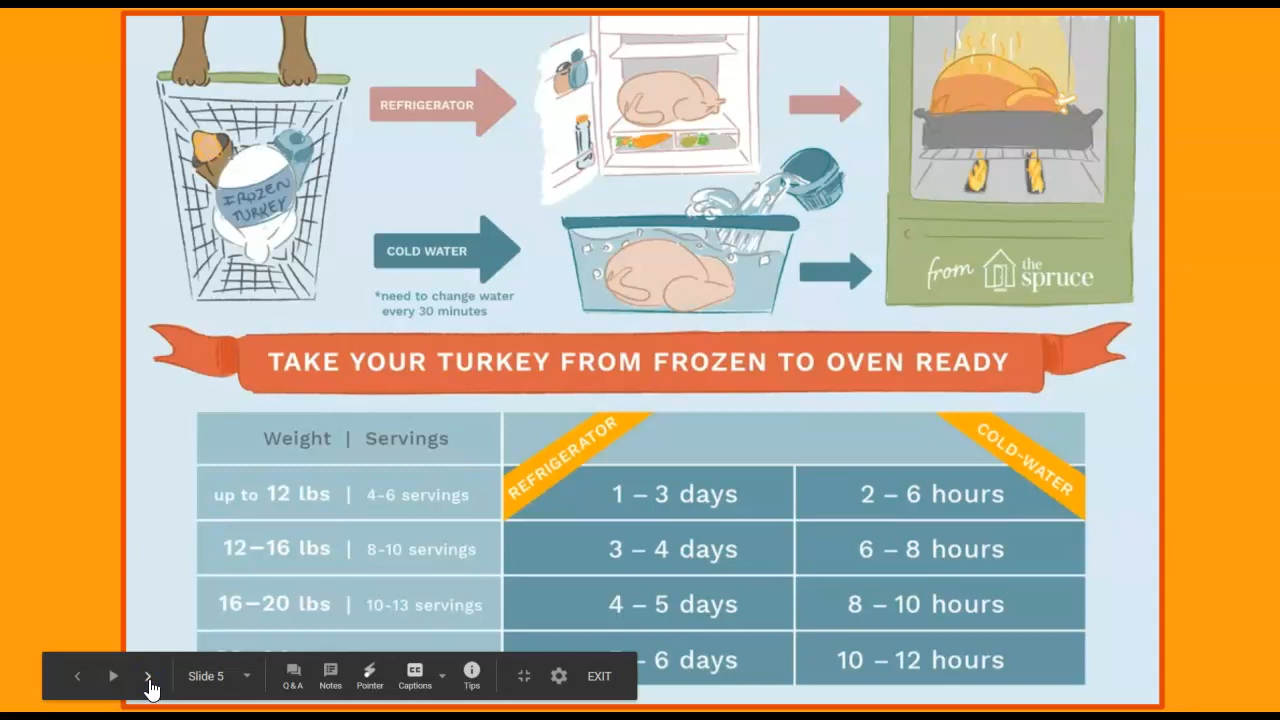 REFRIGERATOR
FROZEN
TURKEY
COLD WATER
*need to change water
every 30 minutes
from the
spruce
TAKE YOUR TURKEY FROM FROZEN TO OVEN READY
Weight | Servings
REFRIGERATOR
COLD-WATER
up to 12 lbs | 4-6 servings 1 – 3 days 2 – 6 hours
12–16 lbs | 8-10 servings 3 – 4 days 6 – 8 hours
16–20 lbs | 10-13 servings 4 – 5 days 8 – 10 hours
– 6 days 10 – 12 hours
Slide 5
Q & A Notes Pointer Captions Tips EXIT